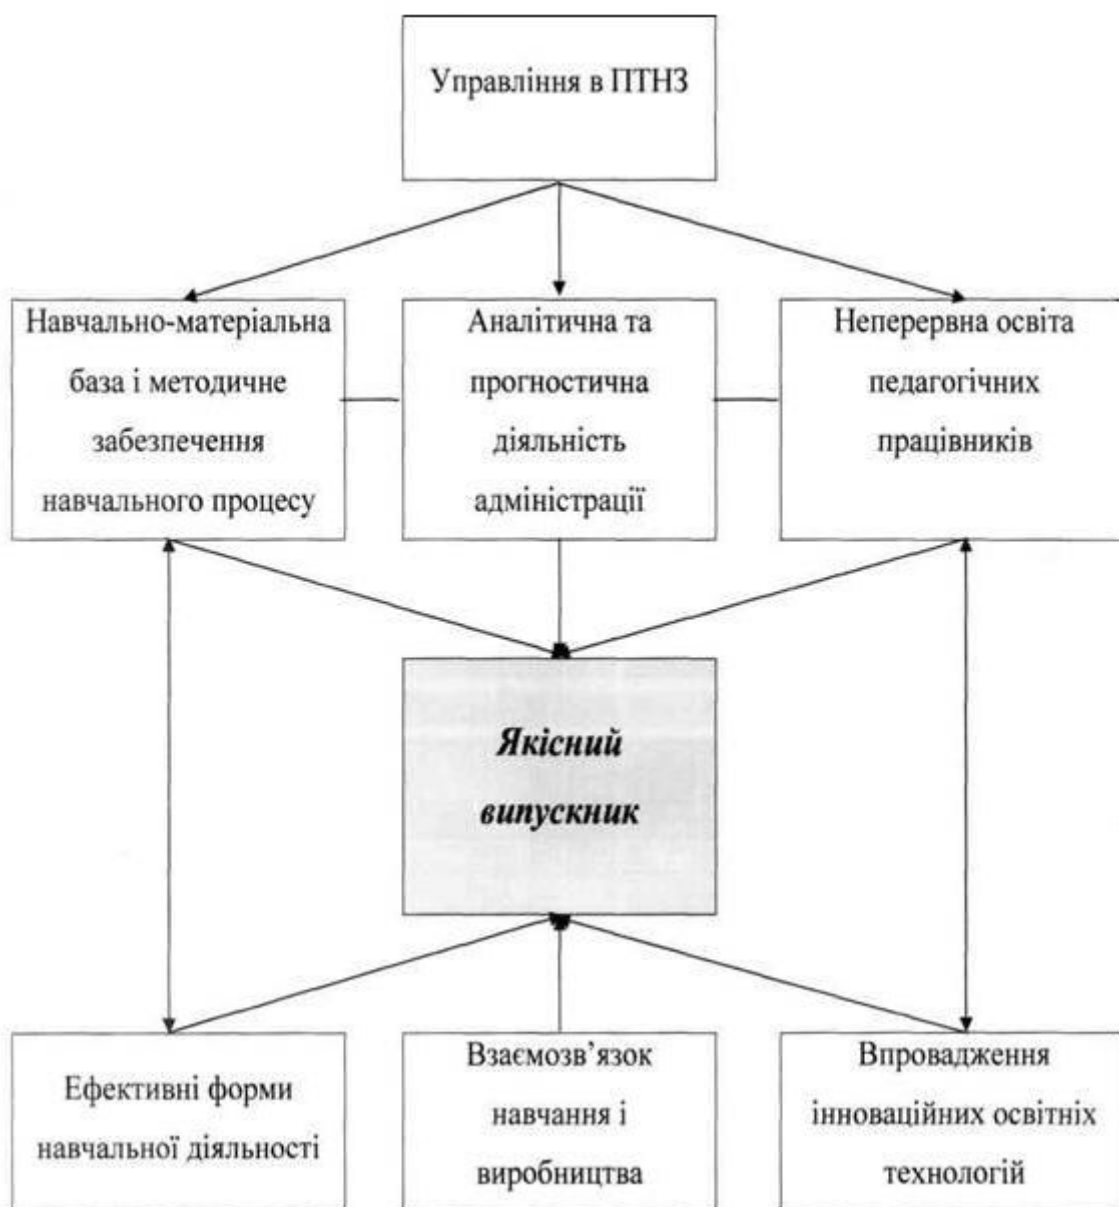 Управління в ПТНЗ
Навчально-матеріальна
база і методичне
забезпечення
навчального процесу
Аналітична та
прогностична
діяльність
адміністрації
Неперервна освіта
педагогічних
працівників
Якісний
випускник
Ефективні форми
навчальної діяльності
Взаємозв’язок
навчання і
виробництва
Впровадження
інноваційних освітніх
технологій